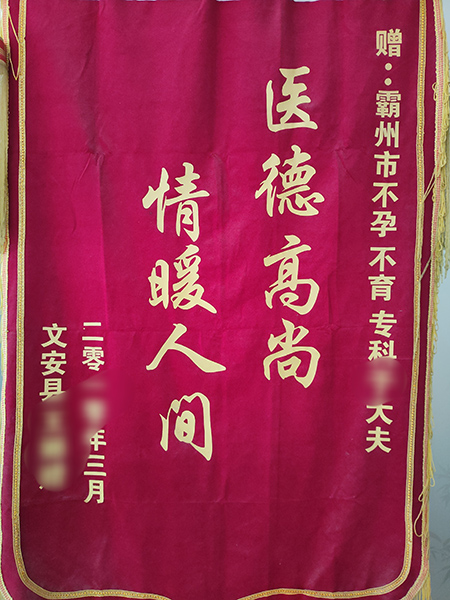 赠：霸州市不孕不育专科 大夫
医德高尚
情暖人间
二零 年三月
文安县